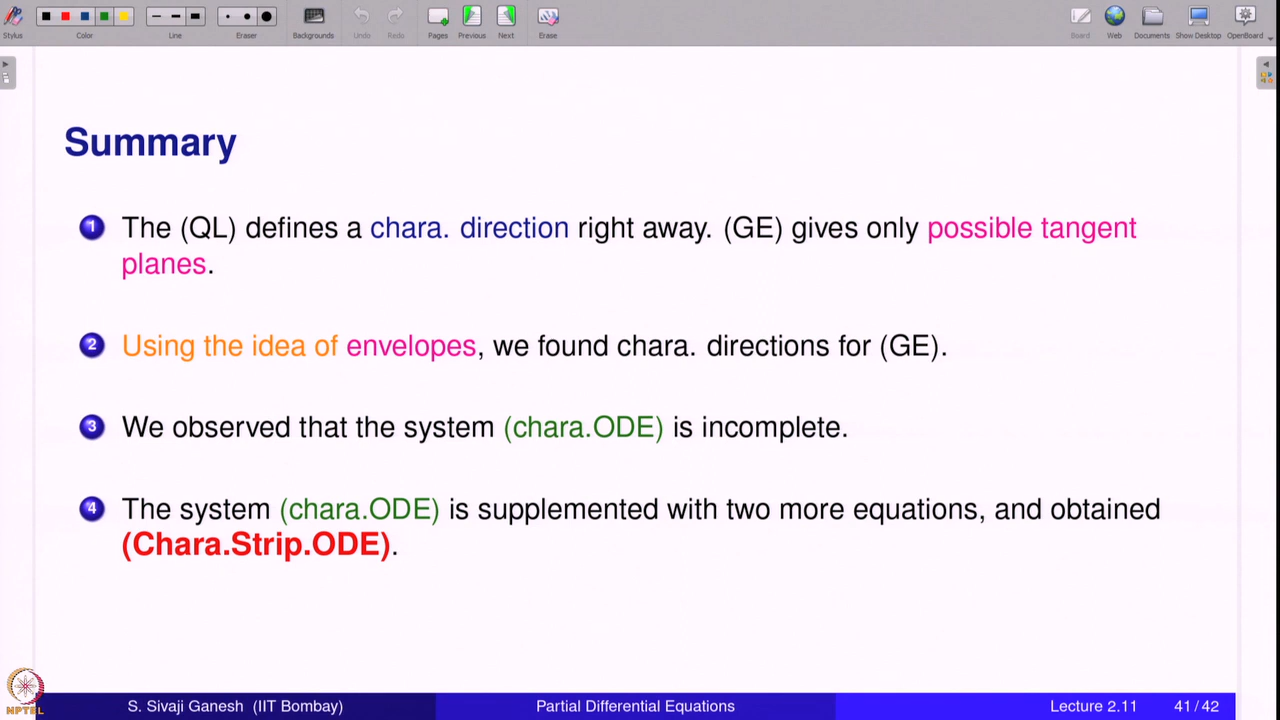 Stylus Color Line Eraser Backgrounds Undo Redo Pages Previous Next Erase Board Web Documents Show Desktop OpenBoard
Summary
1 The (QL) defines a chara. direction right away. (GE) gives only possible tangent
planes.
2 Using the idea of envelopes, we found chara. directions for (GE).
3 We observed that the system (chara.ODE) is incomplete.
4 The system (chara.ODE) is supplemented with two more equations, and obtained
(Chara.Strip.ODE).
NPTEL
S. Sivaji Ganesh (IIT Bombay) Partial Differential Equations Lecture 2.11 41/42